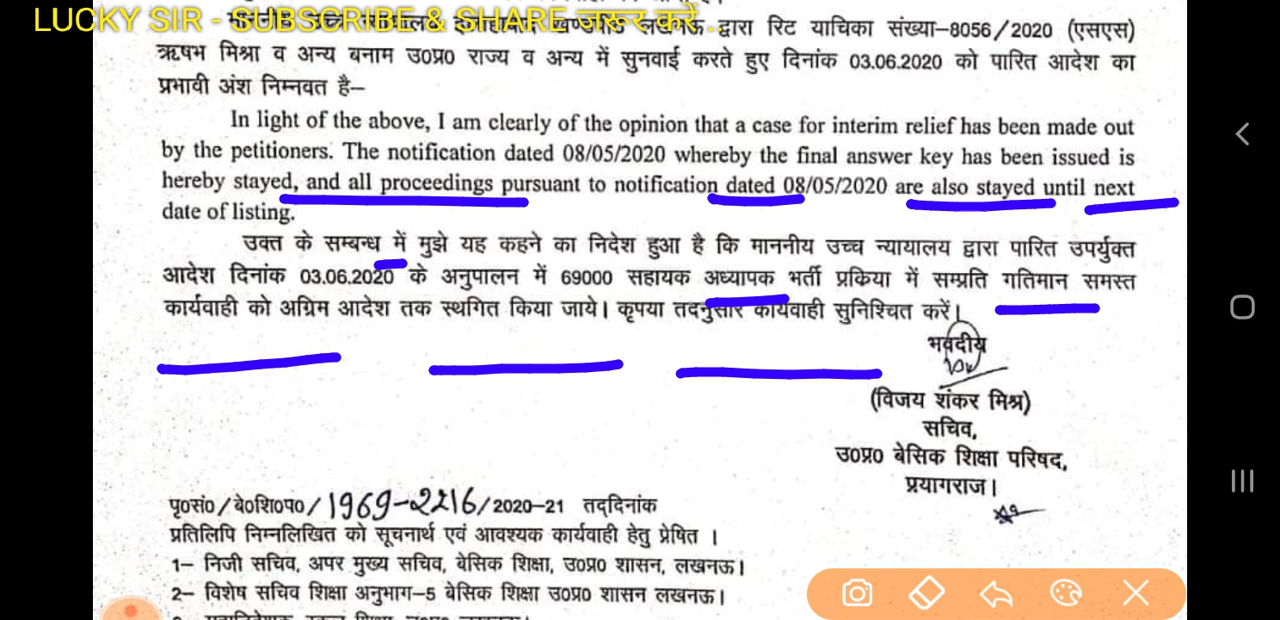 LUCKY SIR - SUBSCRIBE & SHARE जरूर करें..
द्वारा रिट याचिका संख्या–8056/2020 (एसएस)
ऋषभ मिश्रा व अन्य बनाम उ0प्र0 राज्य व अन्य में सुनवाई करते हुए दिनांक 03.06.2020 को पारित आदेश का
प्रभावी अंश निम्नवत है–
In light of the above, I am clearly of the opinion that a case for interim relief has been made out
by the petitioners. The notification dated 08/05/2020 whereby the final answer key has been issued is
hereby stayed, and all proceedings pursuant to notification dated 08/05/2020 are also stayed until next
date of listing.
उक्त के सम्बन्ध में मुझे यह कहने का निदेश हुआ है कि माननीय उच्च न्यायालय द्वारा पारित उपर्युक्त
आदेश दिनांक 03.06.2020 के अनुपालन में 69000 सहायक अध्यापक भर्ती प्रक्रिया में सम्प्रति गतिमान समस्त
कार्यवाही को अग्रिम आदेश तक स्थगित किया जाये। कृपया तदनुसार कार्यवाही सुनिश्चित करें।
भवदीय
(विजय शंकर मिश्र)
सचिव,
उ0प्र0 बेसिक शिक्षा परिषद,
प्रयागराज।
पृ0सं0/बे0शि0प0/1969-2216/2020-21 तद्दिनांक
प्रतिलिपि निम्नलिखित को सूचनार्थ एवं आवश्यक कार्यवाही हेतु प्रेषित ।
1– निजी सचिव, अपर मुख्य सचिव, बेसिक शिक्षा, उ0प्र0 शासन, लखनऊ।
2– विशेष सचिव शिक्षा अनुभाग–5 बेसिक शिक्षा उ0प्र0 शासन लखनऊ।